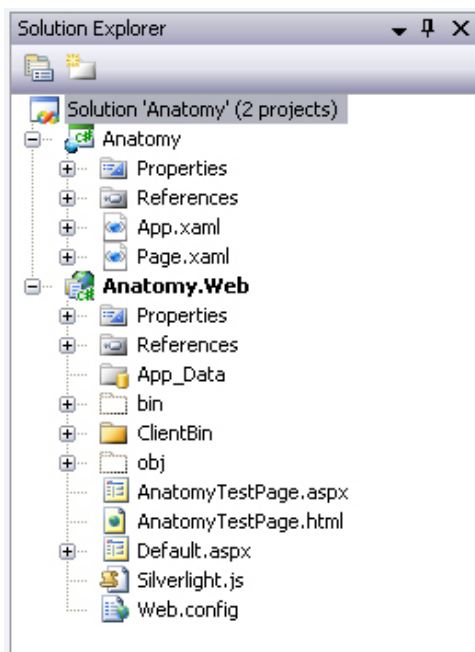 Solution Explorer
Solution 'Anatomy' (2 projects)
Anatomy
Properties
References
App.xaml
Page.xaml
Anatomy.Web
Properties
References
App_Data
bin
ClientBin
obj
AnatomyTestPage.aspx
AnatomyTestPage.html
Default.aspx
Silverlight.js
Web.config